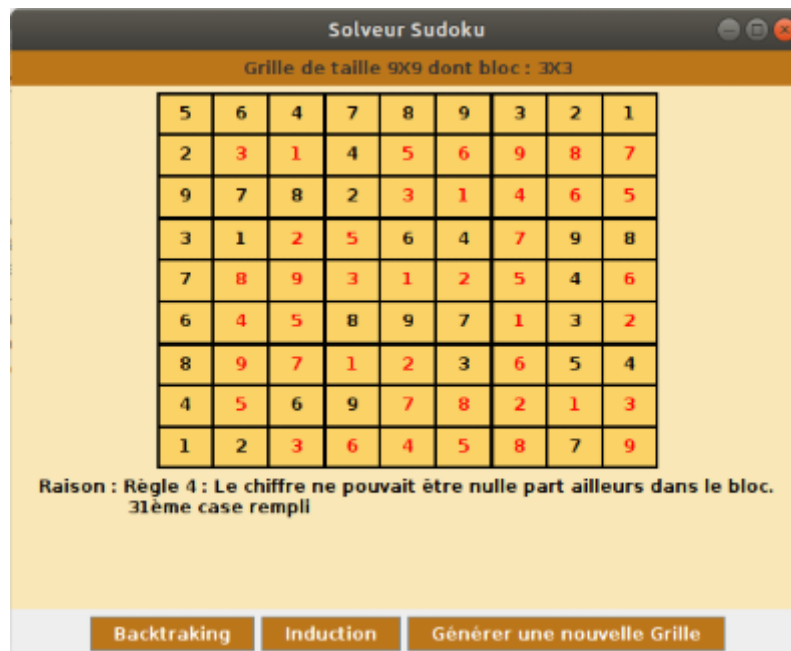 Solveur Sudoku
Grille de taille 9X9 dont bloc : 3X3
5 6 4 7 8 9 3 2 1
2 3 1 4 5 6 9 8 7
9 7 8 2 3 1 4 6 5
3 1 2 5 6 4 7 9 8
7 8 9 3 1 2 5 4 6
6 4 5 8 9 7 1 3 2
8 9 7 1 2 3 6 5 4
4 5 6 9 7 8 2 1 3
1 2 3 6 4 5 8 7 9
Raison : Règle 4 : Le chiffre ne pouvait être nulle part ailleurs dans le bloc.
31ème case rempli
Backtraking Induction Générer une nouvelle Grille